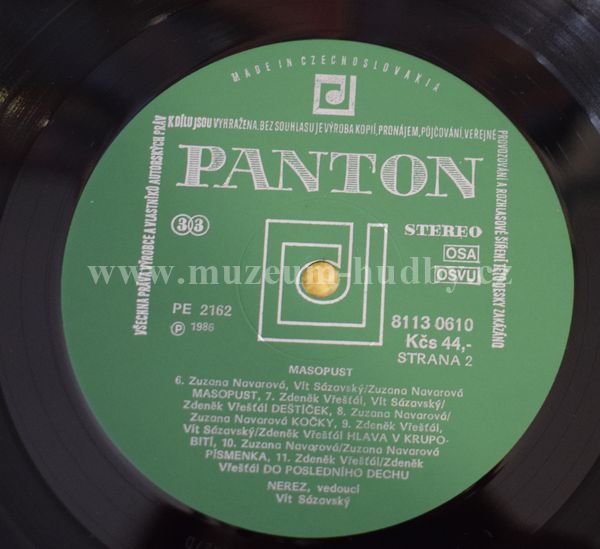 MADE IN CZECHOSLOVAKIA
VŠECHNA PRÁVA VÝROBCE A VLASTNÍKŮ AUTORSKÝCH PRÁV
K DÍLU JSOU VYHRAŽENA. BEZ SOUHLASU JE VÝROBA KOPIÍ, PRONÁJEM, PŮJČOVÁNÍ, VEŘEJNÉ
PROVOZOVÁNÍ A ROZHLASOVÉ ŠÍŘENÍ TÉTO DESKY ZAKÁZÁNO
PANTON
33
STEREO
OSA
OSVU
www.muzeum-hudby.cz
PE 2162
Ⓟ 1986
8113 0610
Kčs 44,-
STRANA 2
MASOPUST
6. Zuzana Navarová, Vít Sázavský/Zuzana Navarová
MASOPUST, 7. Zdeněk Vřešťál, Vít Sázavský/
Zdeněk Vřešťál DEŠTÍČEK, 8. Zuzana Navarová/
Zuzana Navarová KOČKY, 9. Zdeněk Vřešťál,
Vít Sázavský/Zdeněk Vřešťál HLAVA V KRUPO-
BITÍ, 10. Zuzana Navarová/Zuzana Navarová
PÍSMENKA, 11. Zdeněk Vřešťál/Zdeněk
Vřešťál DO POSLEDNÍHO DECHU
NEREZ, vedoucí
Vít Sázavský